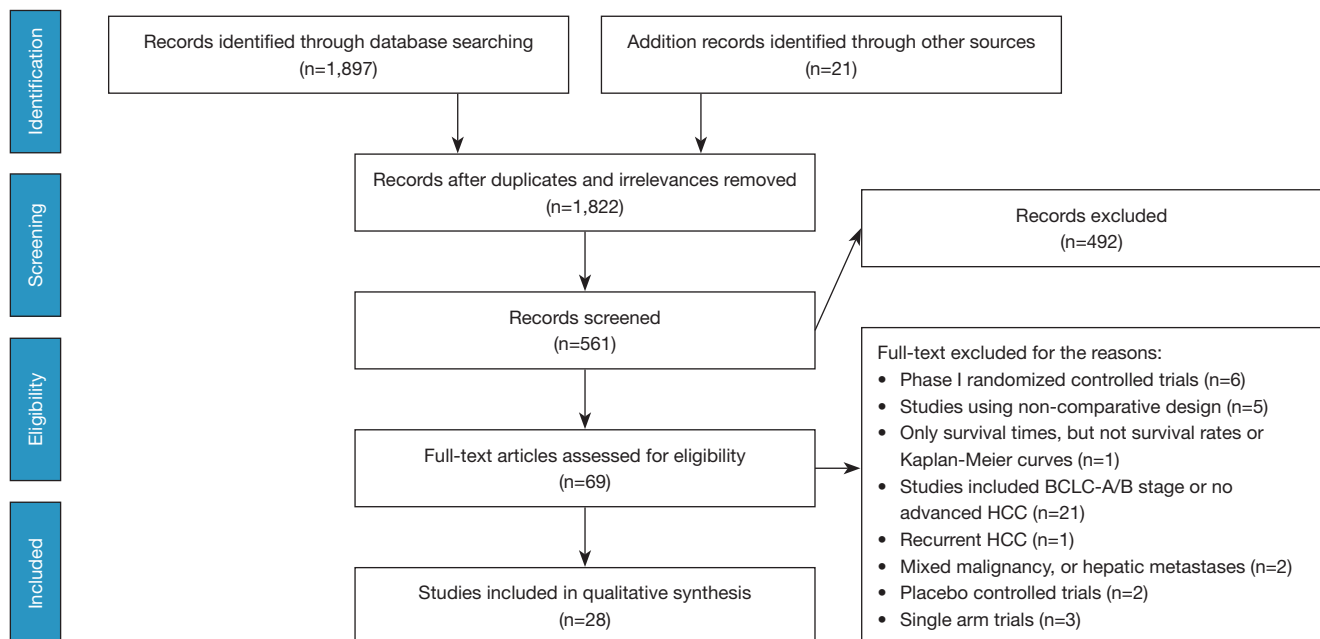 Identification
Records identified through database searching
(n=1,897)
Addition records identified through other sources
(n=21)
Screening
Records after duplicates and irrelevances removed
(n=1,822)
Records excluded
(n=492)
Records screened
(n=561)
Eligibility
Full-text articles assessed for eligibility
(n=69)
Full-text excluded for the reasons:
• Phase I randomized controlled trials (n=6)
• Studies using non-comparative design (n=5)
• Only survival times, but not survival rates or
Kaplan-Meier curves (n=1)
• Studies included BCLC-A/B stage or no
advanced HCC (n=21)
• Recurrent HCC (n=1)
• Mixed malignancy, or hepatic metastases (n=2)
• Placebo controlled trials (n=2)
• Single arm trials (n=3)
Included
Studies included in qualitative synthesis
(n=28)